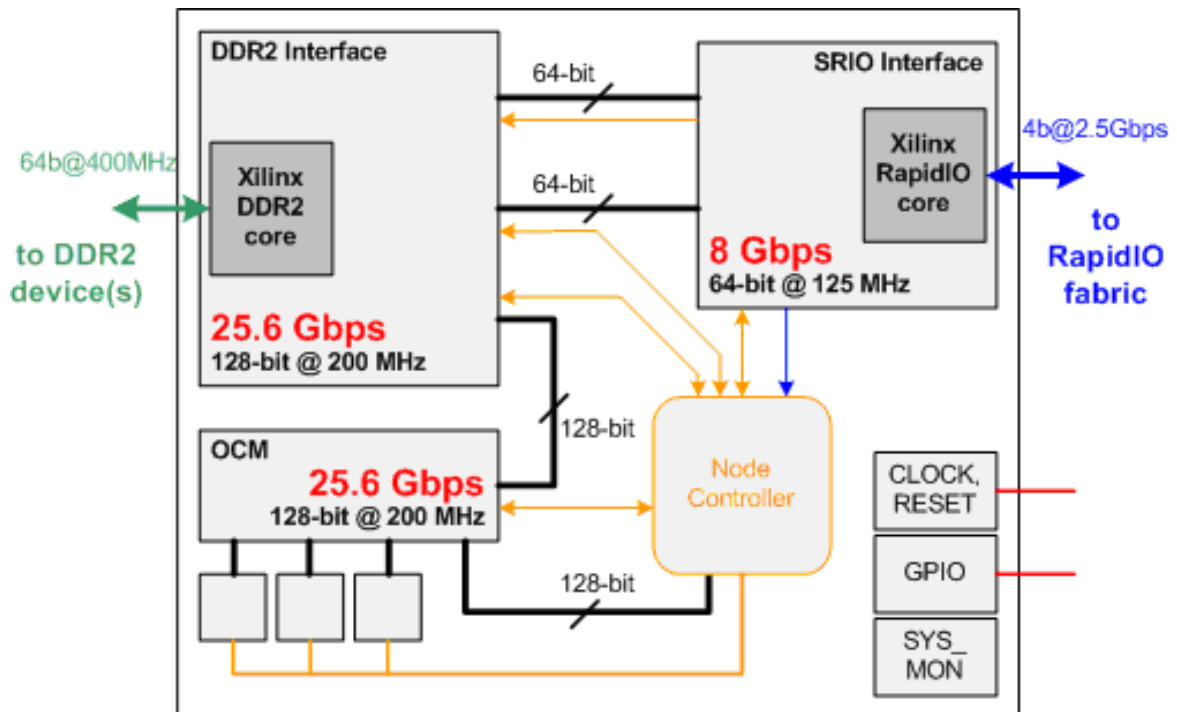 DDR2 Interface
64-bit
SRIO Interface
64b@400MHz
Xilinx
DDR2
core
64-bit
Xilinx
RapidIO
core
4b@2.5Gbps
to DDR2
device(s)
8 Gbps
64-bit @ 125 MHz
to
RapidIO
fabric
25.6 Gbps
128-bit @ 200 MHz
128-bit
OCM
25.6 Gbps
128-bit @ 200 MHz
Node
Controller
CLOCK,
RESET
GPIO
128-bit
SYS_
MON